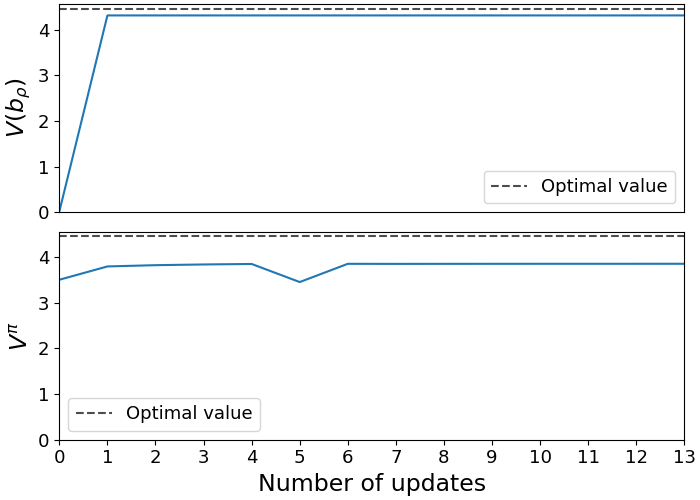 4
3
2
1
0
V(b_ρ)
Optimal value
4
3
2
1
0
V^π
Optimal value
0 1 2 3 4 5 6 7 8 9 10 11 12 13
Number of updates